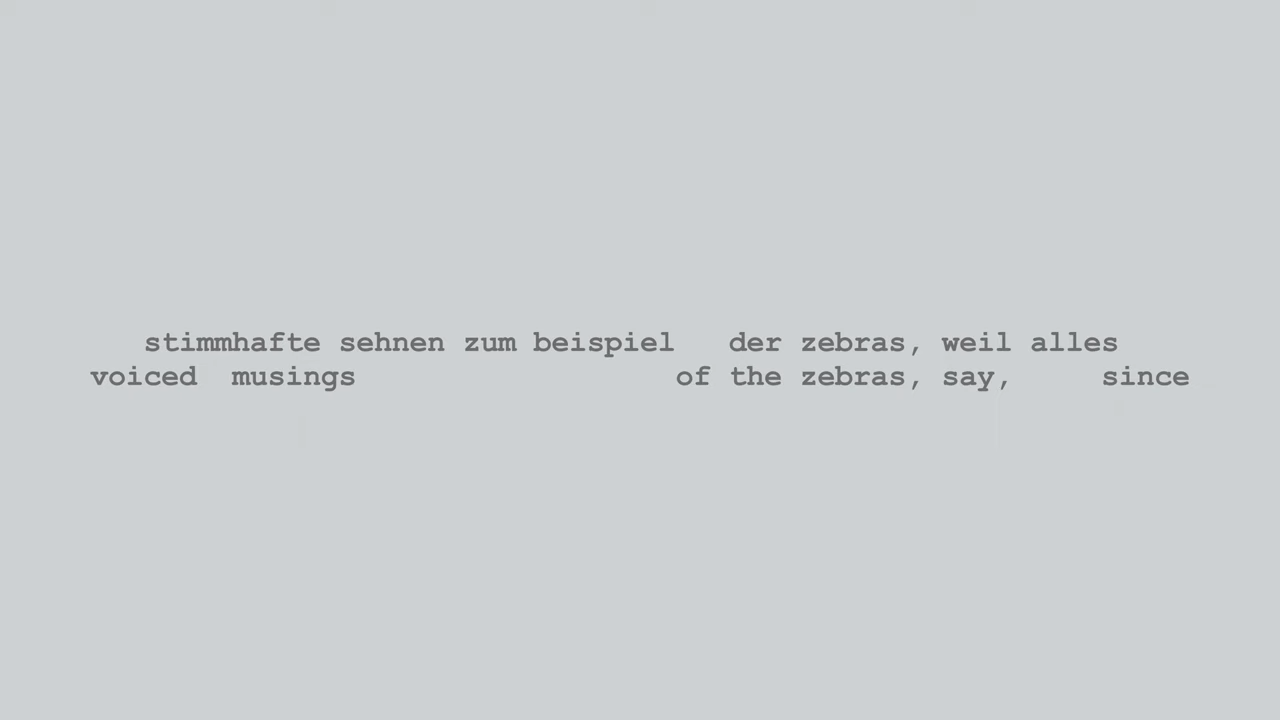 stimmhafte sehnen zum beispiel der zebras, weil alles
voiced musings of the zebras, say, since